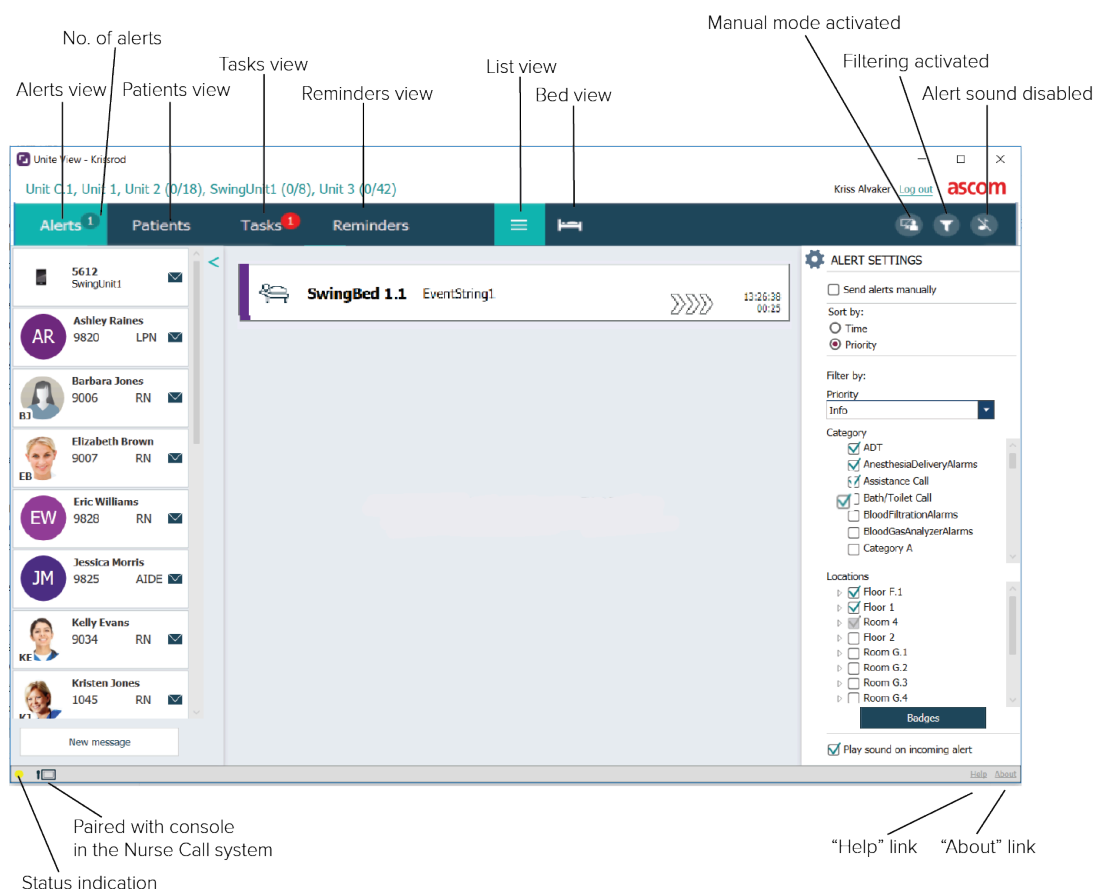 Manual mode activated
No. of alerts
Filtering activated
Tasks view
List view
Alerts view
Patients view
Reminders view
Bed view
Alert sound disabled
Unite View - Krissrod
Unit C.1, Unit 1, Unit 2 (0/18), SwingUnit1 (0/8), Unit 3 (0/42)
Kriss Alvaker
Log out
ascom
Alerts 1
Patients
Tasks 1
Reminders
5612
SwingUnit1
AR
Ashley Raines
9820 LPN
BJ
Barbara Jones
9006 RN
EB
Elizabeth Brown
9007 RN
EW
Eric Williams
9828 RN
JM
Jessica Morris
9825 AIDE
KE
Kelly Evans
9034 RN
KJ
Kristen Jones
1045 RN
New message
<
SwingBed 1.1 EventString1
13:26:38
00:25
ALERT SETTINGS
Send alerts manually
Sort by:
Time
Priority
Filter by:
Priority
Info
Category
ADT
AnesthesiaDeliveryAlarms
Assistance Call
Bath/Toilet Call
BloodFiltrationAlarms
BloodGasAnalyzerAlarms
Category A
Locations
Floor F.1
Floor 1
Room 4
Floor 2
Room G.1
Room G.2
Room G.3
Room G.4
Badges
Play sound on incoming alert
Help About
Paired with console
in the Nurse Call system
Status indication
“Help” link
“About” link